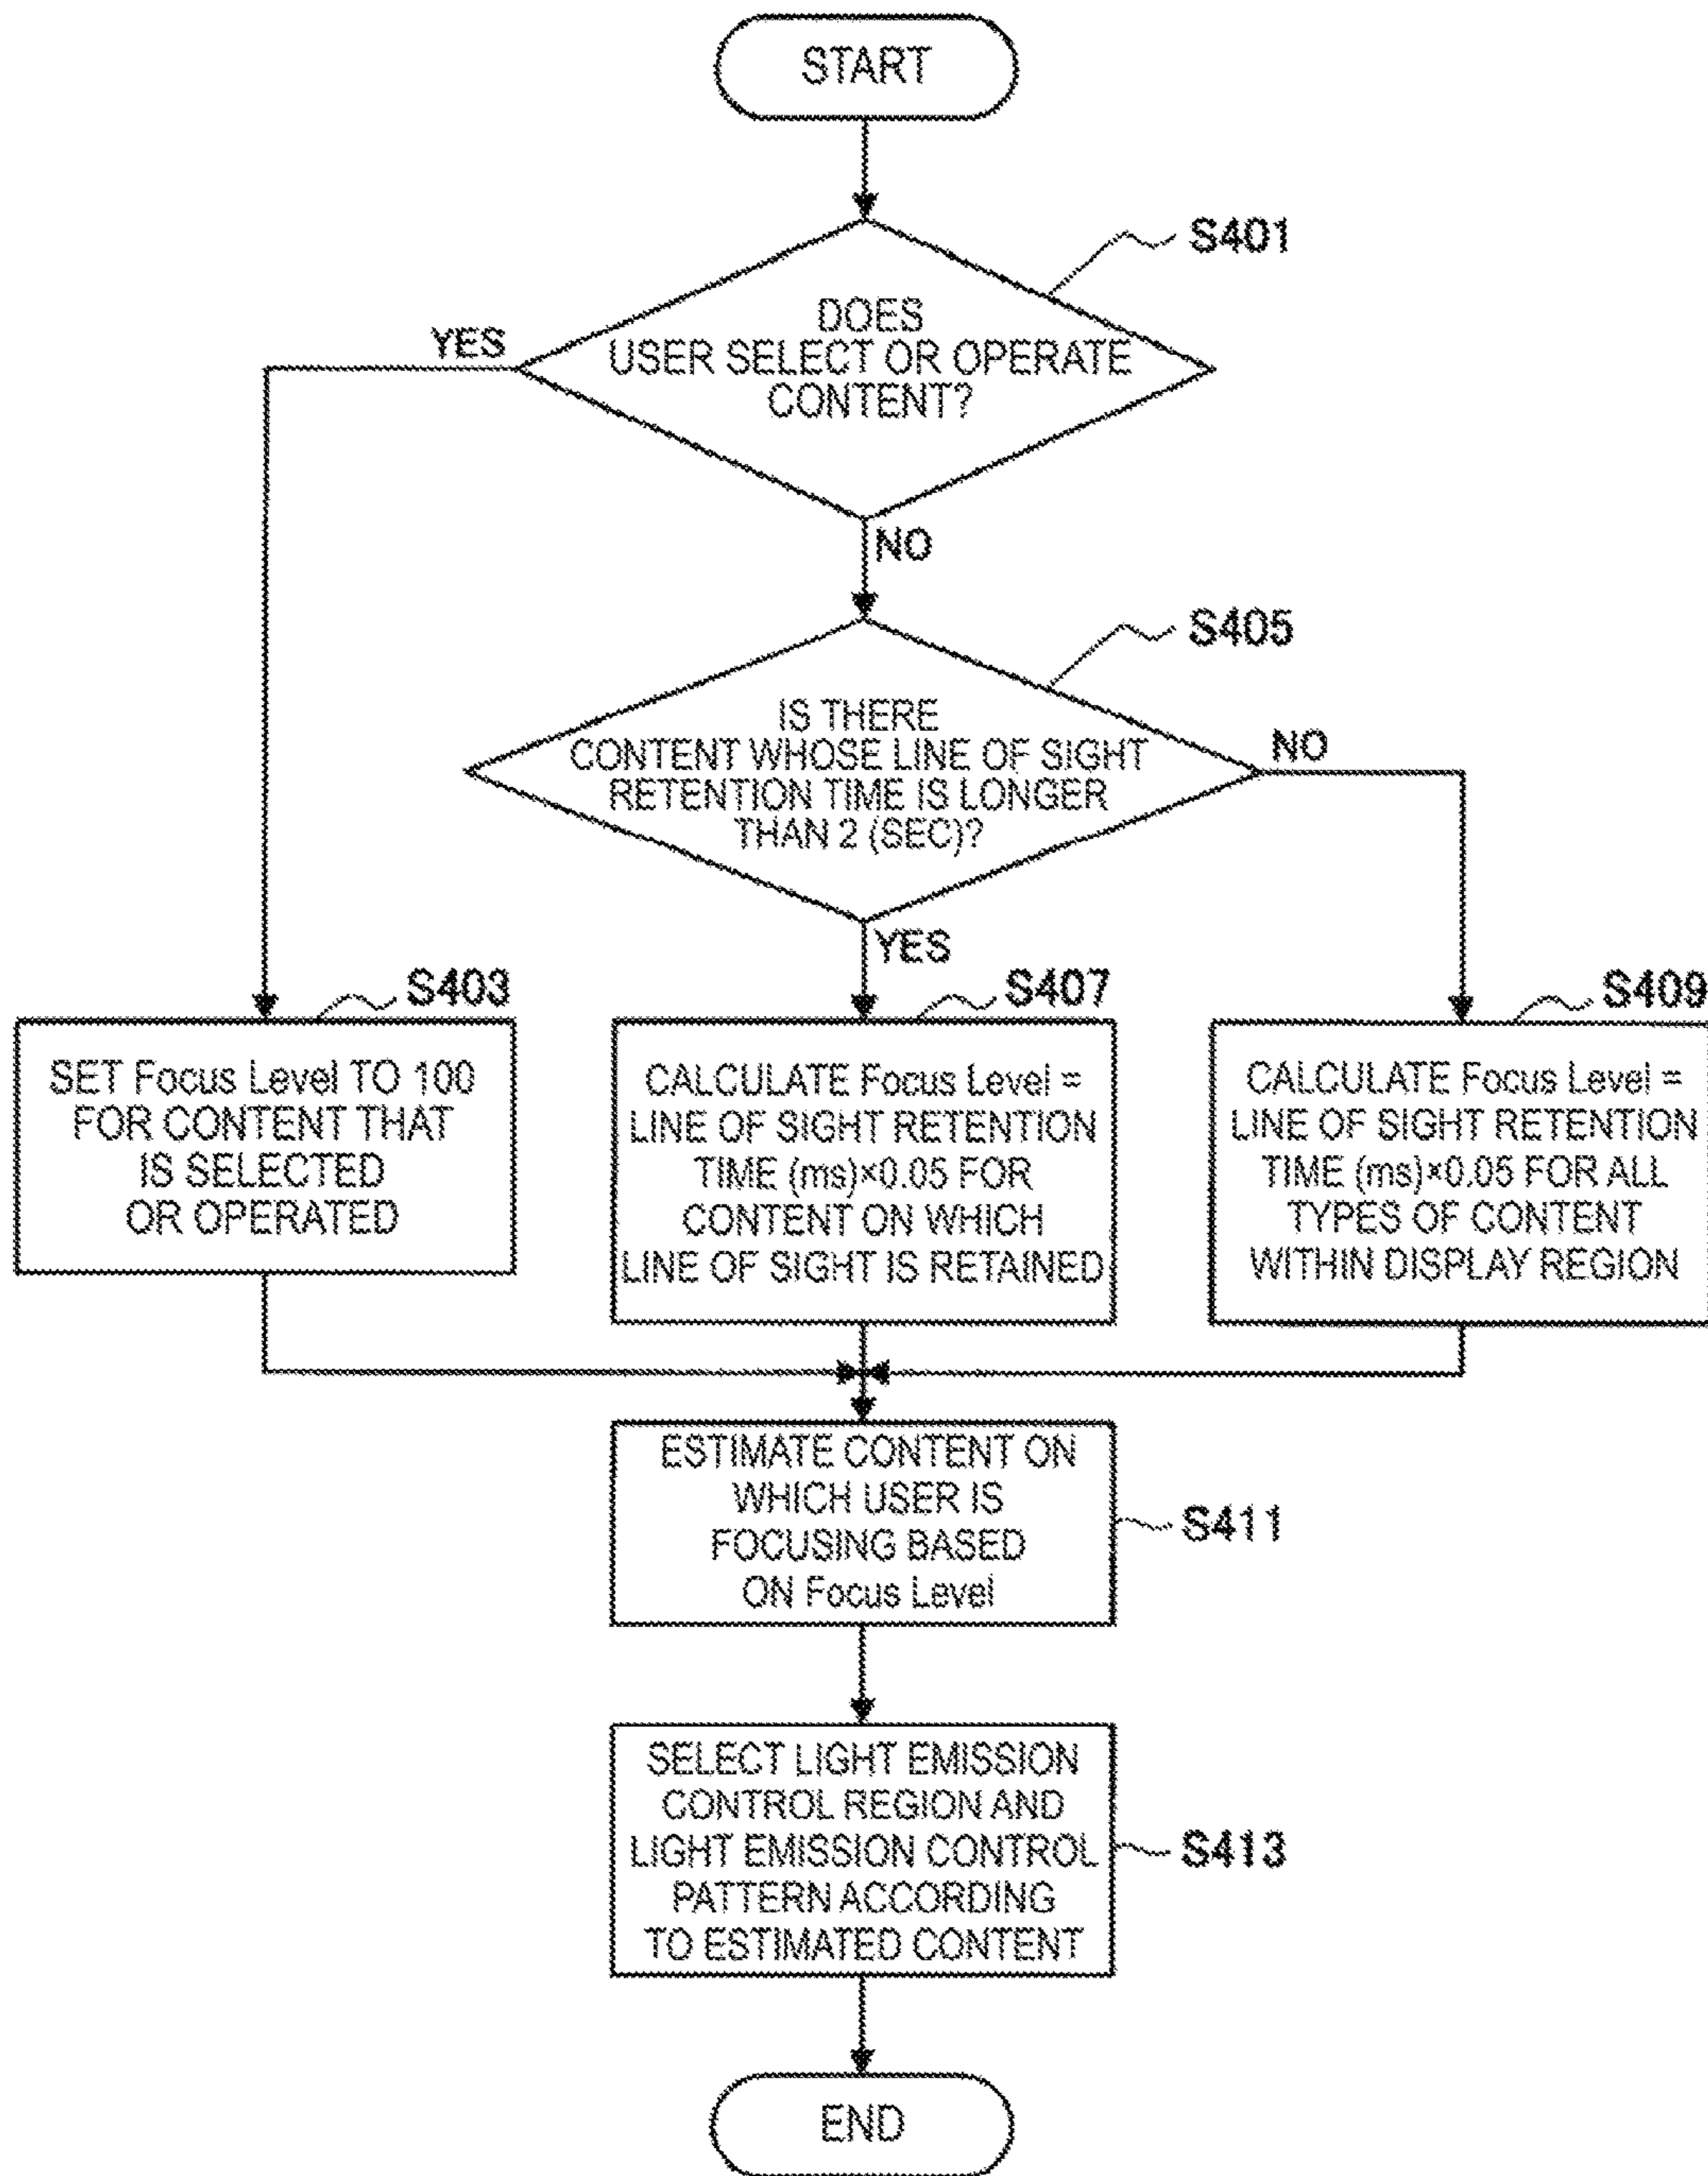 START
S401
DOES
USER SELECT OR OPERATE
CONTENT?
YES
NO
S405
IS THERE
CONTENT WHOSE LINE OF SIGHT
RETENTION TIME IS LONGER
THAN 2 (SEC)?
NO
YES
S403
SET Focus Level TO 100
FOR CONTENT THAT
IS SELECTED
OR OPERATED
S407
CALCULATE Focus Level =
LINE OF SIGHT RETENTION
TIME (ms)×0.05 FOR
CONTENT ON WHICH
LINE OF SIGHT IS RETAINED
S409
CALCULATE Focus Level =
LINE OF SIGHT RETENTION
TIME (ms)×0.05 FOR ALL
TYPES OF CONTENT
WITHIN DISPLAY REGION
ESTIMATE CONTENT ON
WHICH USER IS
FOCUSING BASED
ON Focus Level
S411
SELECT LIGHT EMISSION
CONTROL REGION AND
LIGHT EMISSION CONTROL
PATTERN ACCORDING
TO ESTIMATED CONTENT
S413
END